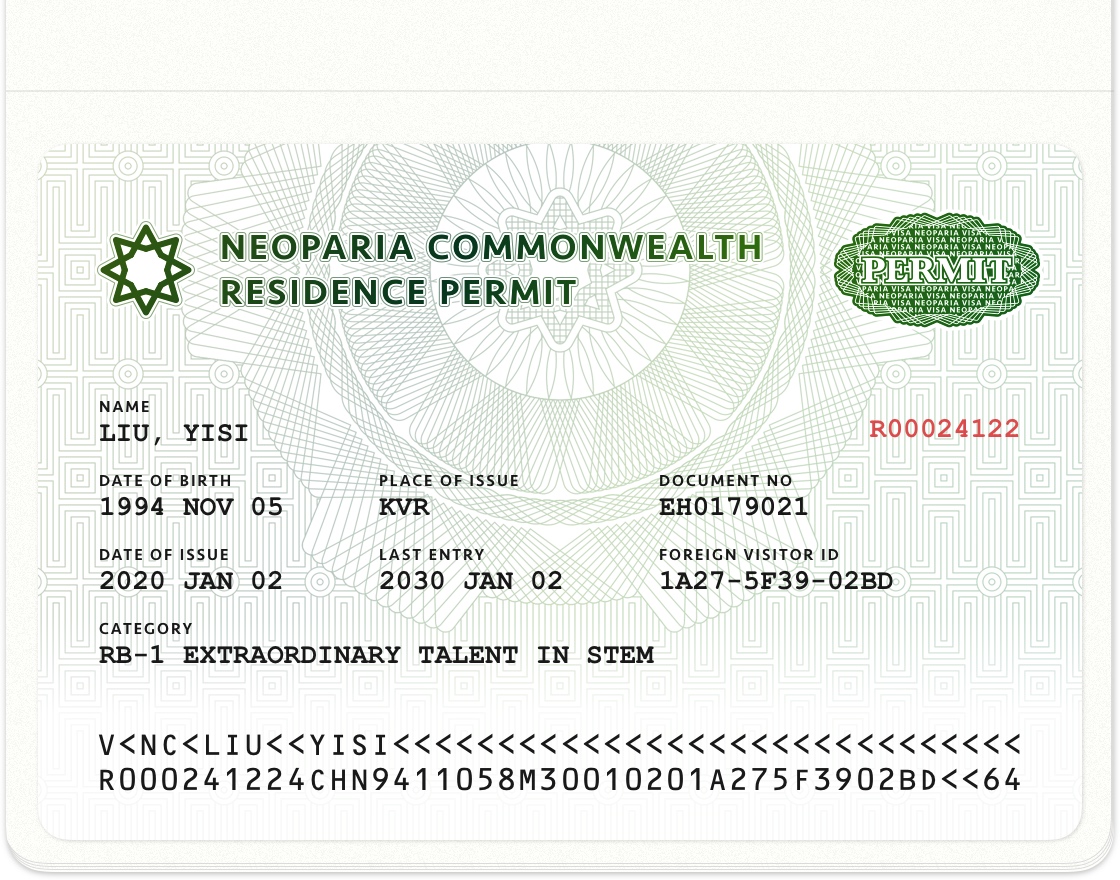 NEOPARIA COMMONWEALTH
RESIDENCE PERMIT
VISA NEOPARIA VISA
NEOPARIA VISA NEOPARIA
PERMIT
NAME
LIU, YISI
R00024122
DATE OF BIRTH PLACE OF ISSUE DOCUMENT NO
1994 NOV 05 KVR EH0179021
DATE OF ISSUE LAST ENTRY FOREIGN VISITOR ID
2020 JAN 02 2030 JAN 02 1A27-5F39-02BD
CATEGORY
RB-1 EXTRAORDINARY TALENT IN STEM
V<NC<LIU<<YISI<<<<<<<<<<<<<<<<<<<<<<<<<<<<<<
R000241224CHN9411058M30010201A275F3902BD<<64